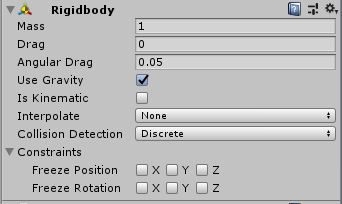 Rigidbody
Mass 1
Drag 0
Angular Drag 0.05
Use Gravity
Is Kinematic
Interpolate None
Collision Detection Discrete
Constraints
Freeze Position X Y Z
Freeze Rotation X Y Z